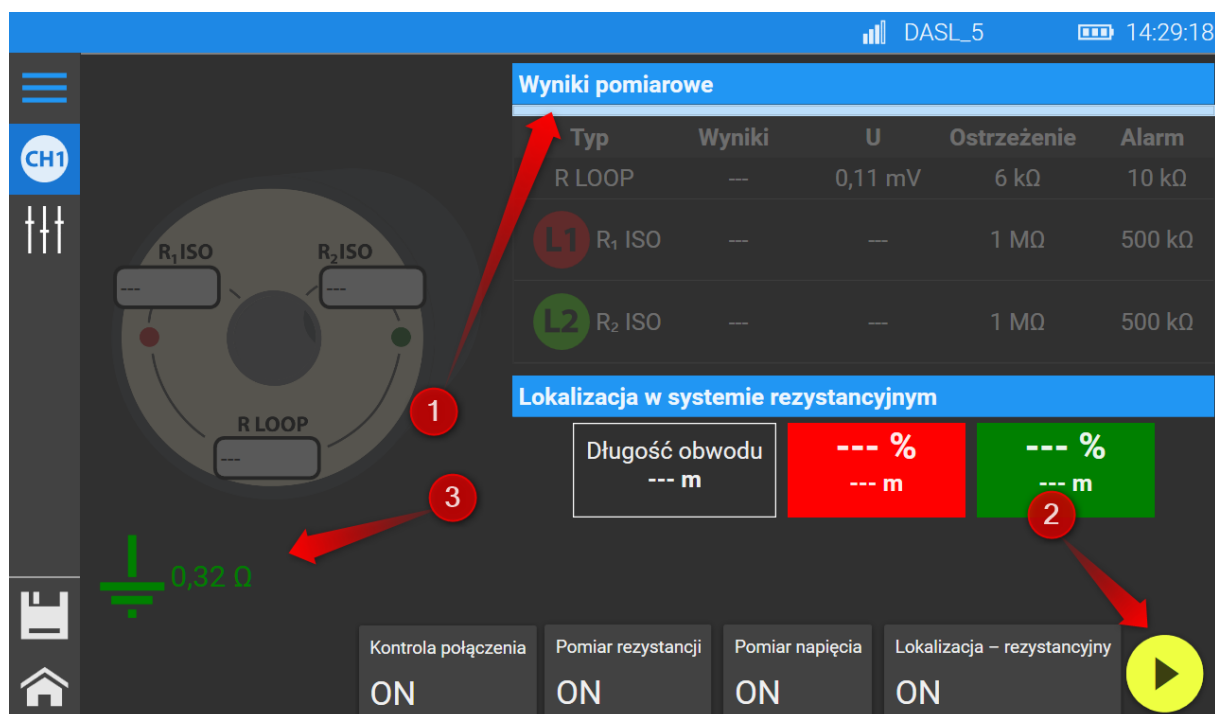 DASL_5 14:29:18
CH1
Wyniki pomiarowe
Typ Wyniki U Ostrzeżenie Alarm
R LOOP --- 0,11 mV 6 kΩ 10 kΩ
L1 R₁ ISO --- --- 1 MΩ 500 kΩ
L2 R₂ ISO --- --- 1 MΩ 500 kΩ
R₁ISO R₂ISO
--- ---
R LOOP
---
1
Lokalizacja w systemie rezystancyjnym
Długość obwodu
--- m
--- %
--- m
--- %
--- m
3
2
0,32 Ω
Kontrola połączenia
ON
Pomiar rezystancji
ON
Pomiar napięcia
ON
Lokalizacja – rezystancyjny
ON